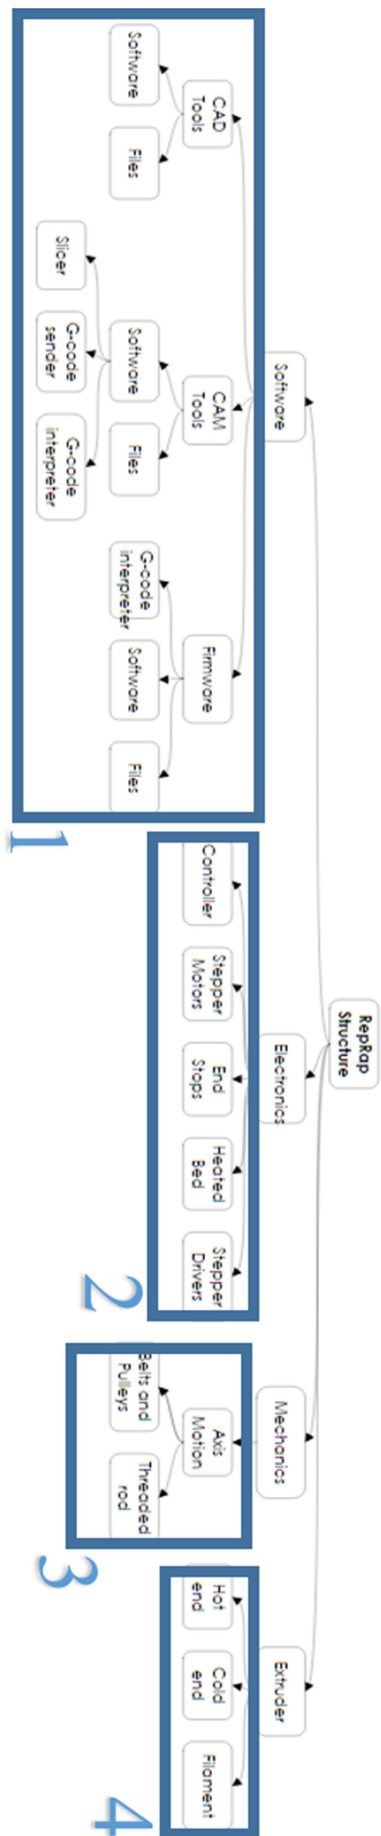 RepRap
Structure
Software
Electronics
Mechanics
Extruder
CAD
Tools
CAM
Tools
Firmware
Controller
Stepper
Motors
End
Stops
Heated
Bed
Stepper
Drivers
Axis
Motion
Hot
end
Cold
end
Filament
Software
Files
Software
Files
G-code
interpreter
Software
Files
Belts and
Pulleys
Threaded
rod
Slicer
G-code
sender
G-code
interpreter
1
2
3
4